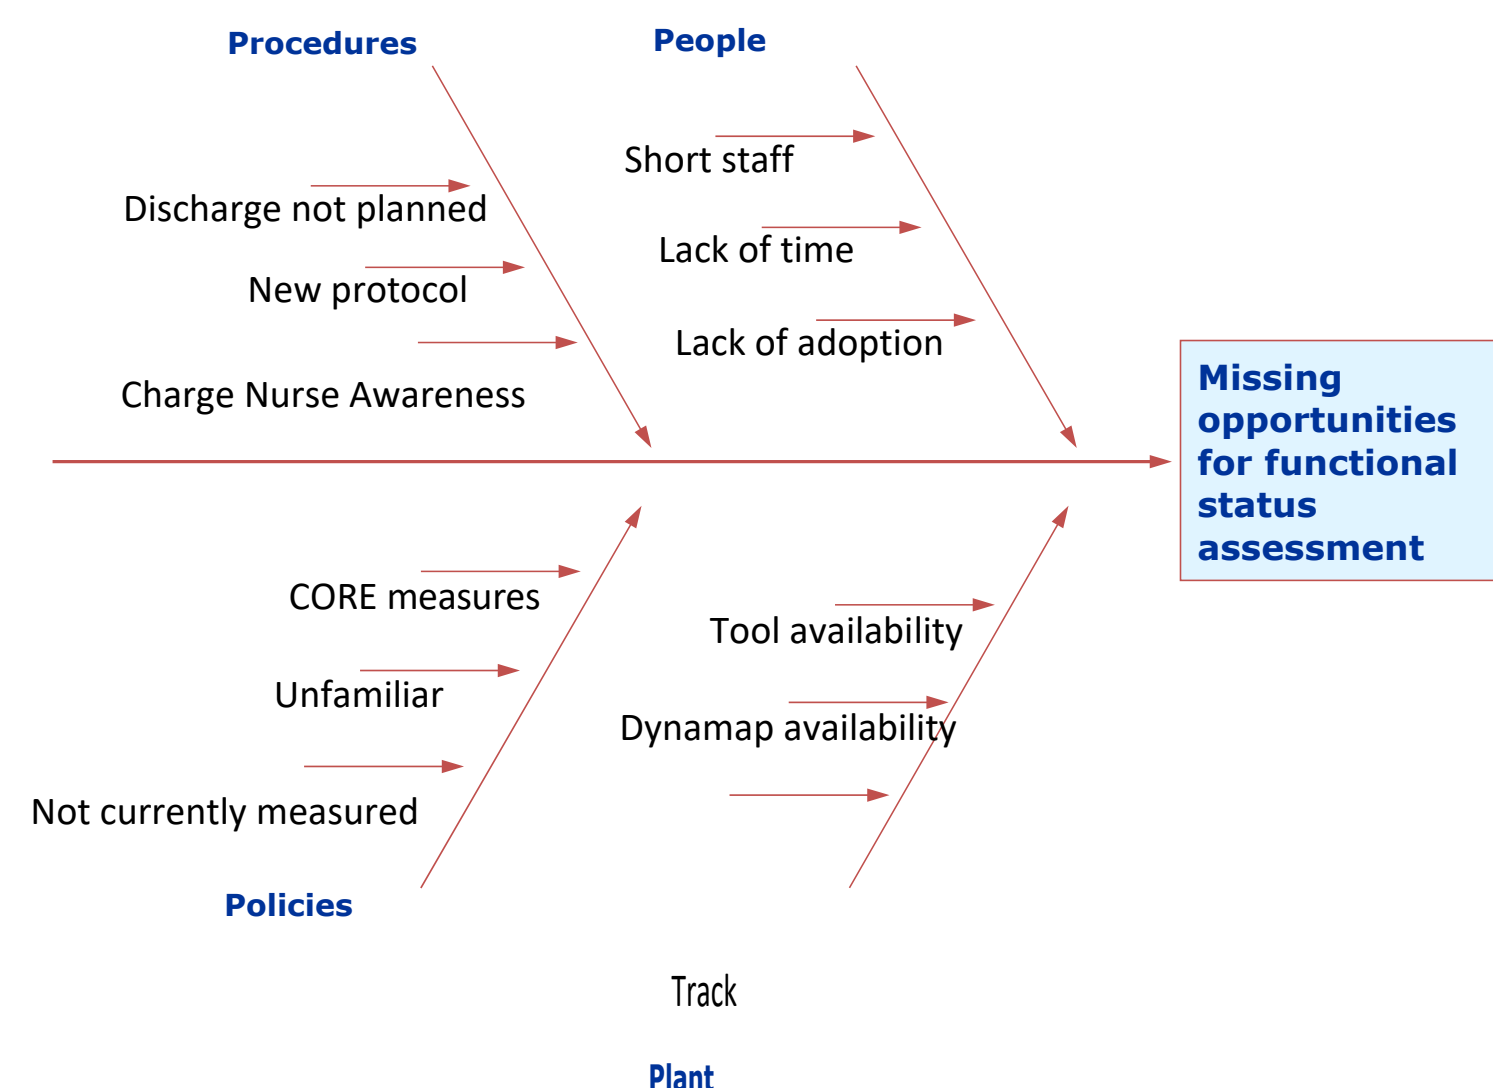 Procedures
People
Short staff
Discharge not planned
Lack of time
New protocol
Lack of adoption
Charge Nurse Awareness
Missing
opportunities
for functional
status
assessment
CORE measures
Tool availability
Unfamiliar
Dynamap availability
Not currently measured
Policies
Track
Plant